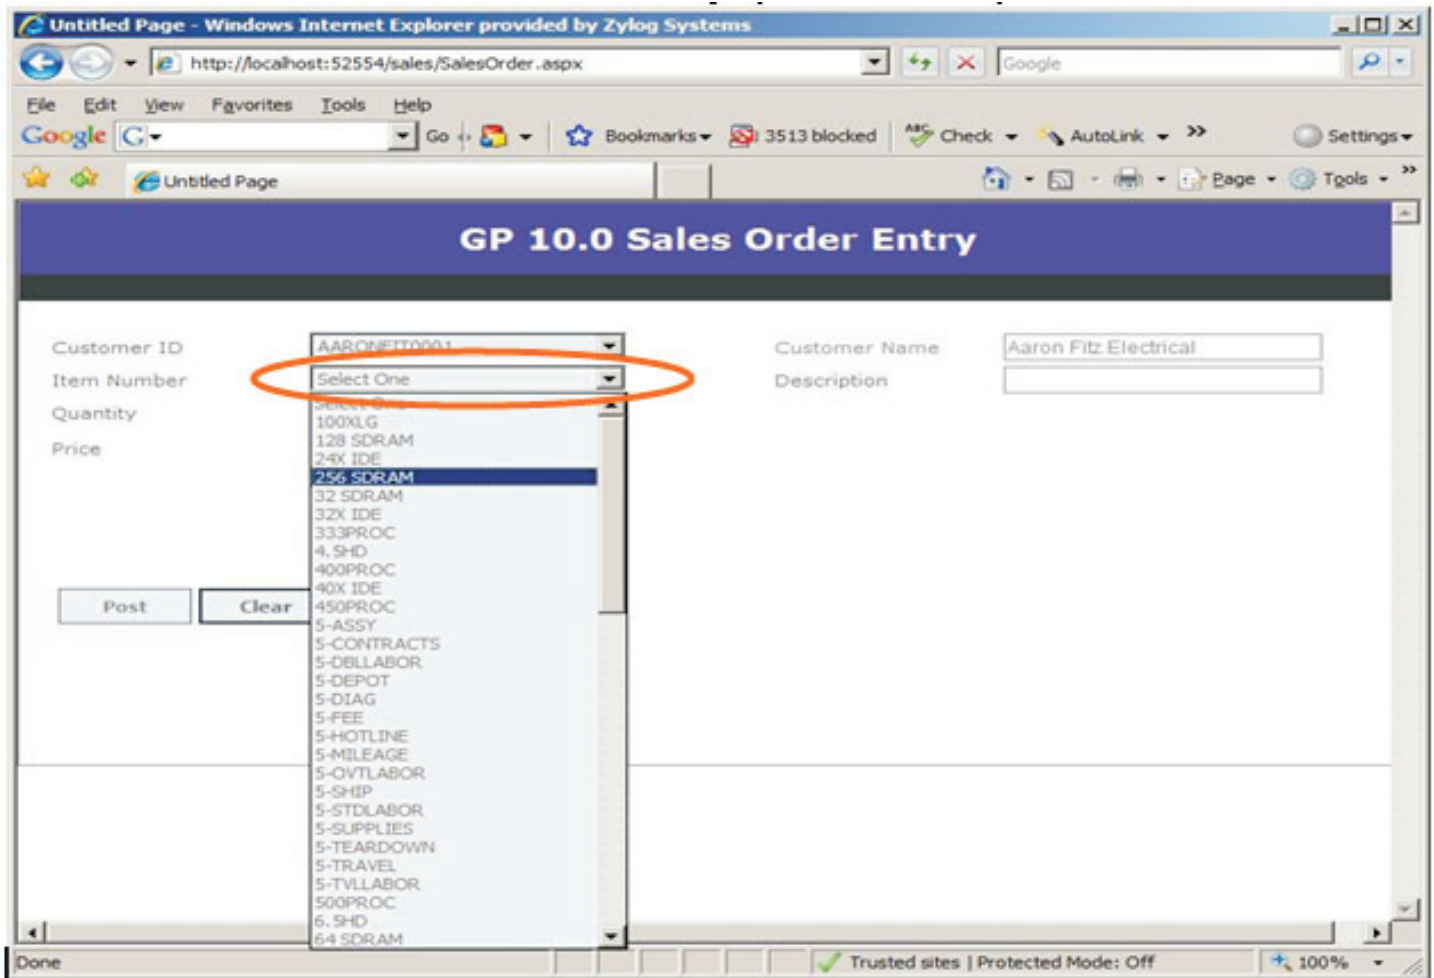 Untitled Page - Windows Internet Explorer provided by Zylog Systems
http://localhost:52554/sales/SalesOrder.aspx
Google
File Edit View Favorites Tools Help
Google G Go Bookmarks 3513 blocked ABC Check AutoLink >> Settings
Untitled Page Page Tools >>
GP 10.0 Sales Order Entry
Customer ID AARONFIT0001 Customer Name Aaron Fitz Electrical
Item Number Select One Description
Quantity
Price
Select One
100XLG
128 SDRAM
24X IDE
256 SDRAM
32 SDRAM
32X IDE
333PROC
4.5HD
400PROC
40X IDE
Post Clear
450PROC
5-ASSY
5-CONTRACTS
5-DBLLABOR
5-DEPOT
5-DIAG
5-FEE
5-HOTLINE
5-MILEAGE
5-OVTLABOR
5-SHIP
5-STDLABOR
5-SUPPLIES
5-TEARDOWN
5-TRAVEL
5-TVLLABOR
500PROC
6.5HD
64 SDRAM
Done Trusted sites | Protected Mode: Off 100%